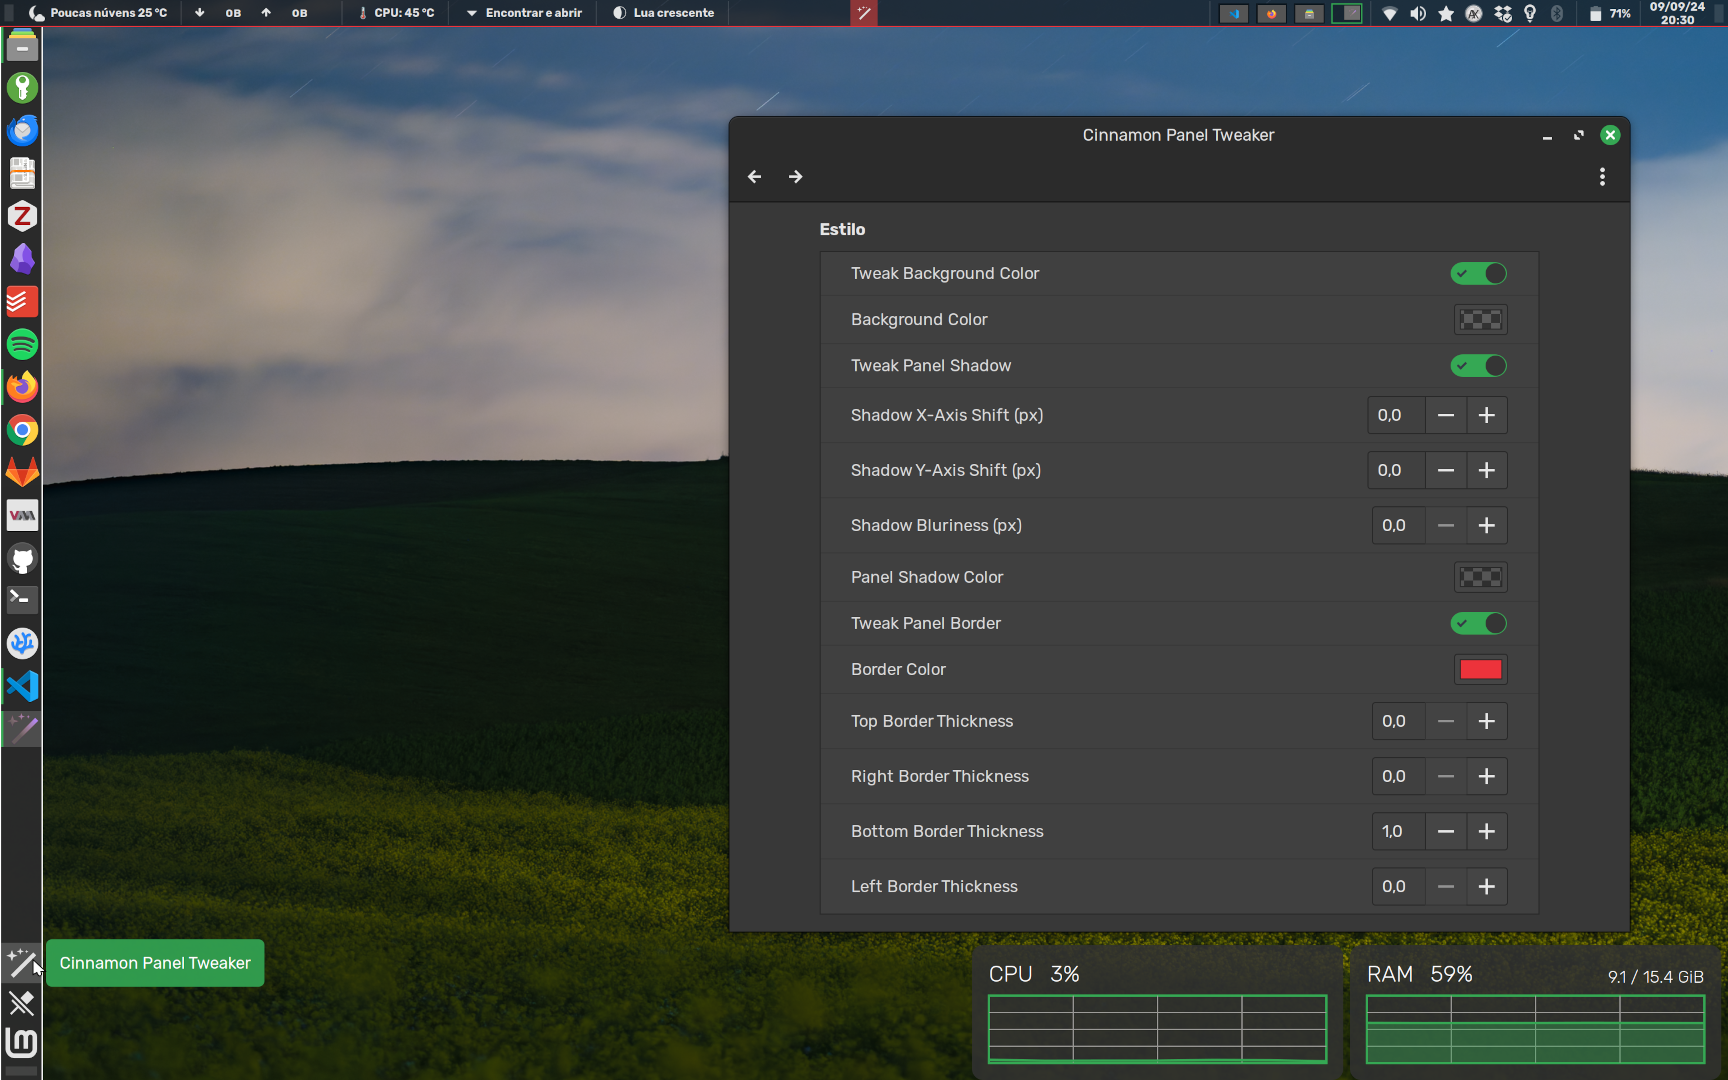 Poucas núvens 25 °C
0B
0B
CPU: 45 °C
Encontrar e abrir
Lua crescente
71%
09/09/24
20:30
Cinnamon Panel Tweaker
Estilo
Tweak Background Color
Background Color
Tweak Panel Shadow
Shadow X-Axis Shift (px)
0,0
Shadow Y-Axis Shift (px)
0,0
Shadow Bluriness (px)
0,0
Panel Shadow Color
Tweak Panel Border
Border Color
Top Border Thickness
0,0
Right Border Thickness
0,0
Bottom Border Thickness
1,0
Left Border Thickness
0,0
Cinnamon Panel Tweaker
CPU 3%
RAM 59%
9.1 / 15.4 GiB